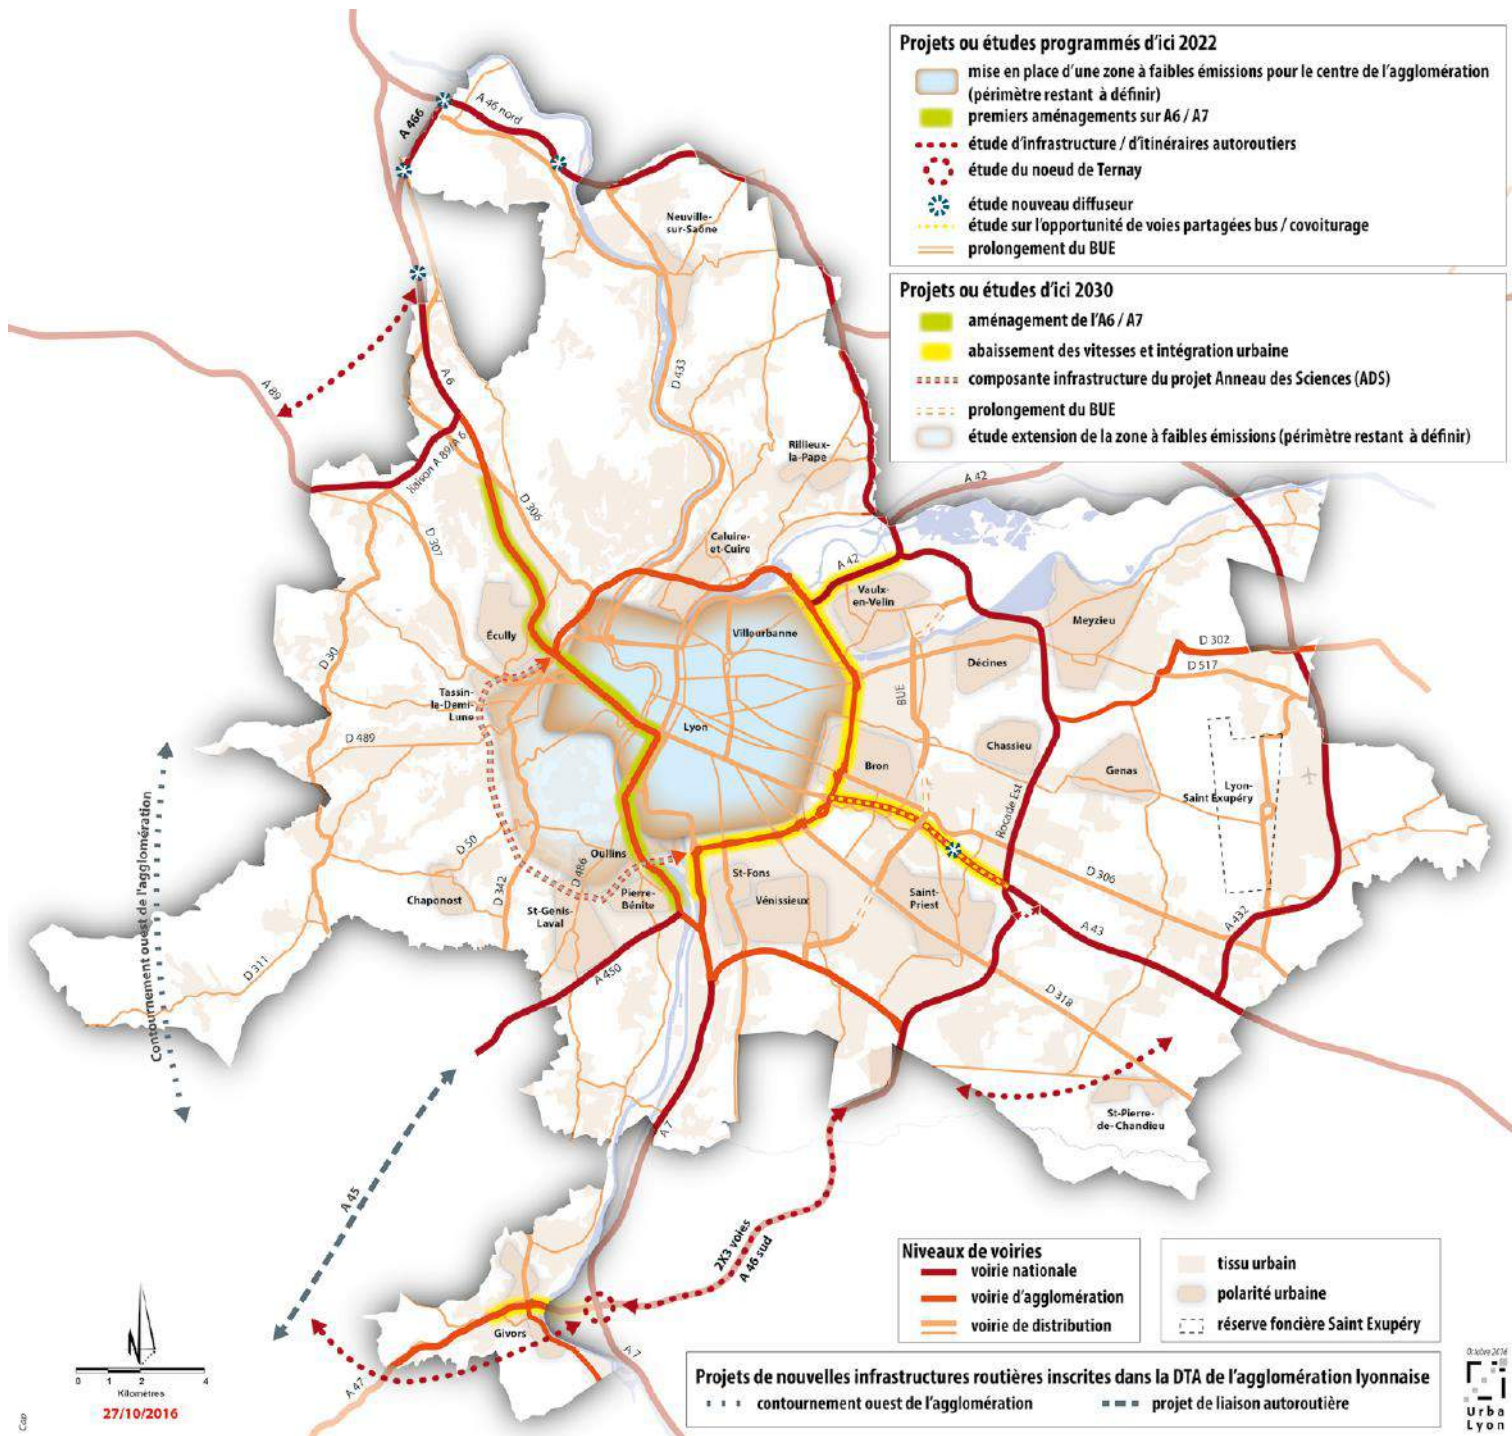 Projets ou études programmés d'ici 2022
mise en place d'une zone à faibles émissions pour le centre de l'agglomération
(périmètre restant à définir)
premiers aménagements sur A6 / A7
étude d'infrastructure / d'itinéraires autoroutiers
étude du noeud de Ternay
étude nouveau diffuseur
étude sur l'opportunité de voies partagées bus / covoiturage
prolongement du BUE
Projets ou études d'ici 2030
aménagement de l'A6 / A7
abaissement des vitesses et intégration urbaine
composante infrastructure du projet Anneau des Sciences (ADS)
prolongement du BUE
étude extension de la zone à faibles émissions (périmètre restant à définir)
A 466
A 46 nord
Neuville-
sur-Saône
A 89
A 6
D 433
liaison A 89/A 6
Rillieux-
la-Pape
A 42
D 306
D 307
Caluire-
et-Cuire
A 42
Vaulx-
en-Velin
Meyzieu
Écully
Villeurbanne
D 302
D 517
Décines
D 30
Tassin-
la-Demi-
Lune
BUE
Lyon
D 489
Chassieu
Bron
Genas
Lyon-
Saint Exupéry
Rocade Est
Contournement ouest de l'agglomération
D 50
Oullins
D 486
D 342
St-Fons
D 306
Chaponost
Pierre-
Bénite
Vénissieux
Saint-
Priest
St-Genis-
Laval
A 432
A 43
D 311
A 450
D 318
St-Pierre-
de-Chandieu
A 7
A 45
2X3 voies
A 46 sud
Givors
A 7
A 47
Niveaux de voiries
voirie nationale
voirie d'agglomération
voirie de distribution
tissu urbain
polarité urbaine
réserve foncière Saint Exupéry
Projets de nouvelles infrastructures routières inscrites dans la DTA de l'agglomération lyonnaise
contournement ouest de l'agglomération
projet de liaison autoroutière
N
0 1 2 4
Kilomètres
27/10/2016
Cap
Octobre 2016
Urba
Lyon